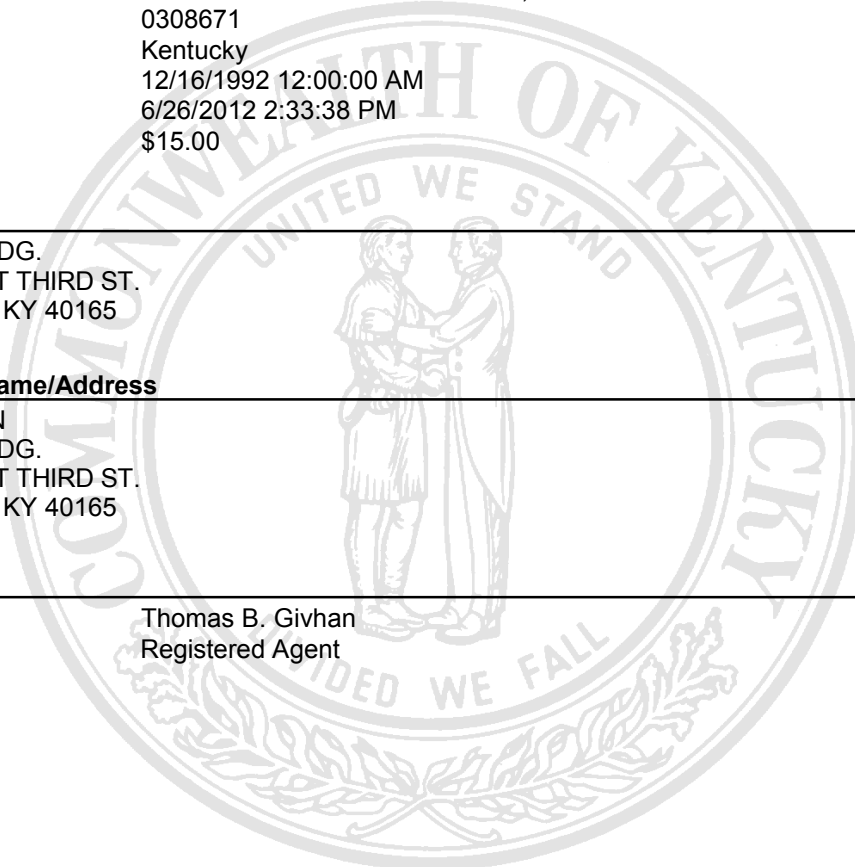 0308671
Kentucky
12/16/1992 12:00:00 AM
6/26/2012 2:33:38 PM
$15.00
DG.
T THIRD ST.
KY 40165
ame/Address
N
DG.
T THIRD ST.
KY 40165
Thomas B. Givhan
Registered Agent
COMMONWEALTH OF KENTUCKY
UNITED WE STAND
DIVIDED WE FALL